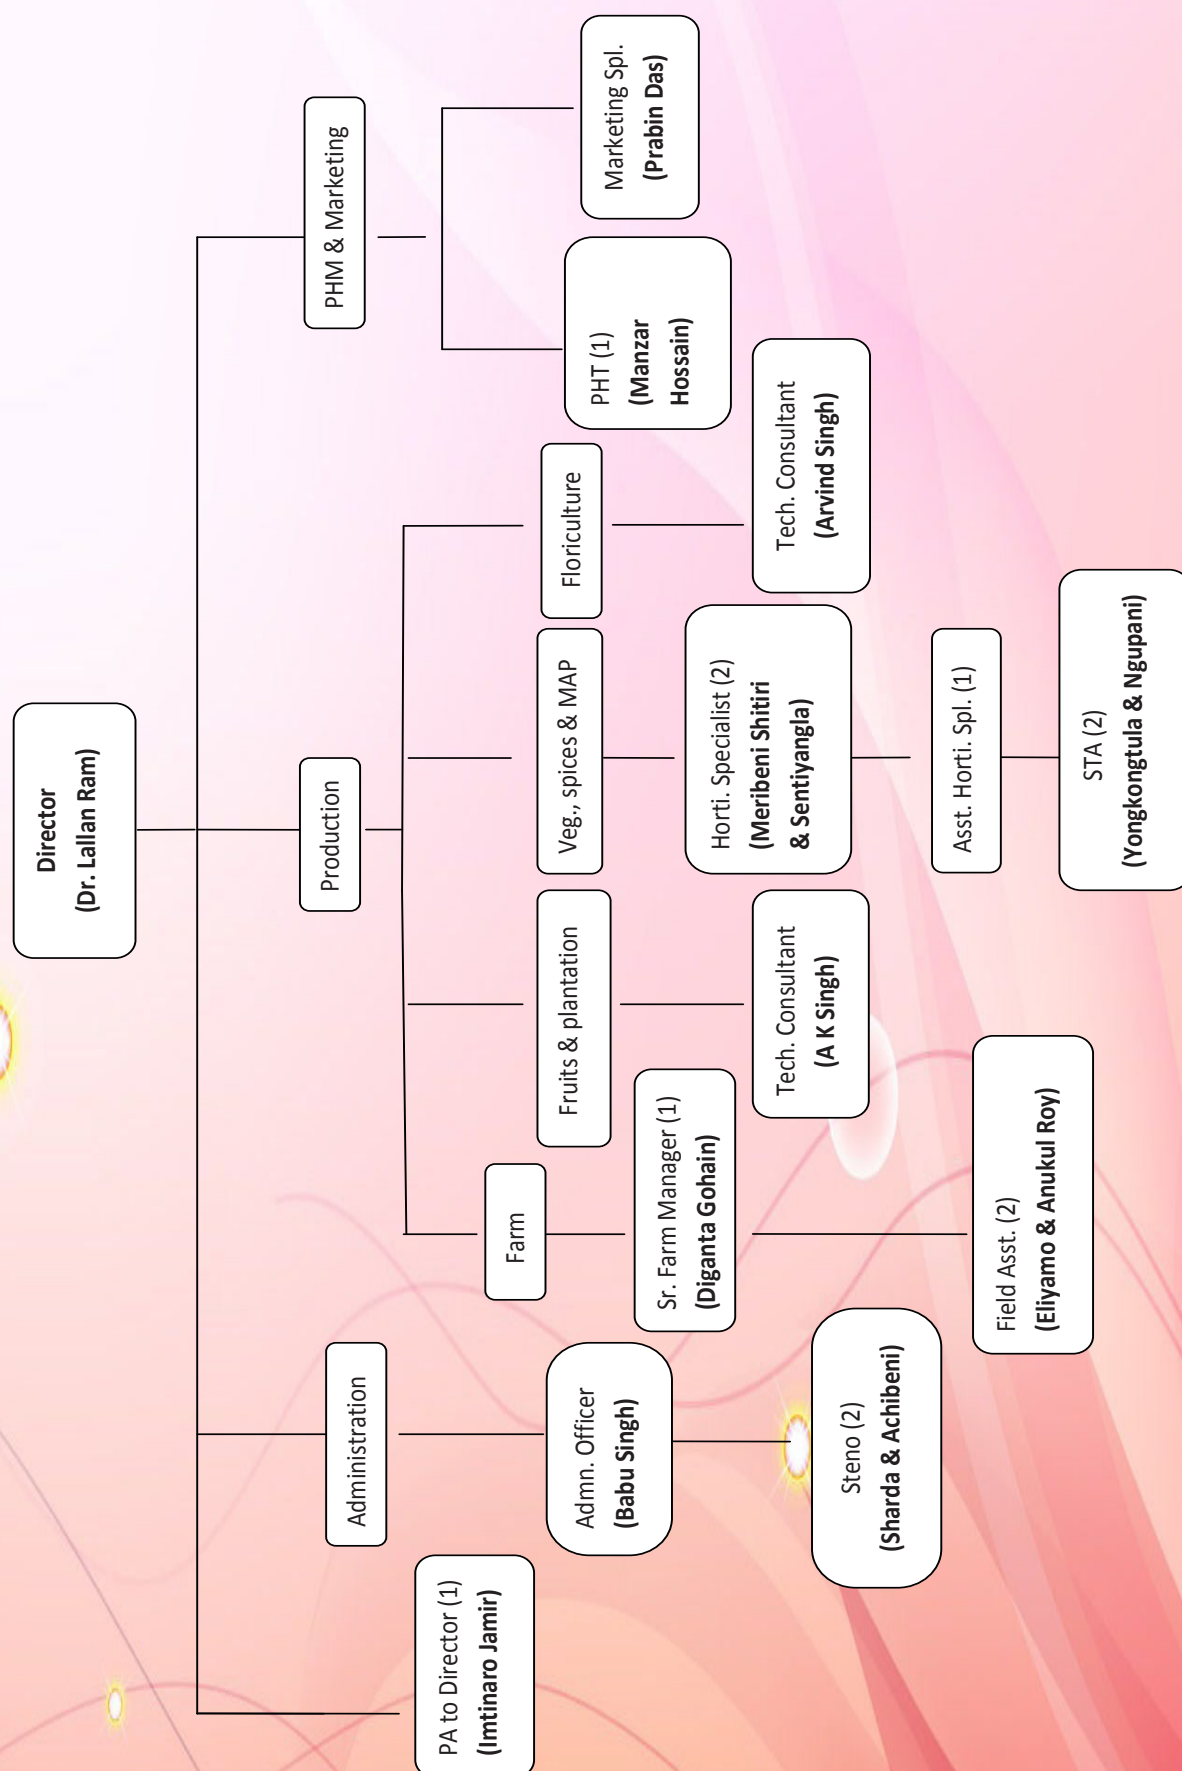 Director
(Dr. Lallan Ram)
PA to Director (1)
(Imtinaro Jamir)
Administration
Production
PHM & Marketing
Admn. Officer
(Babu Singh)
Steno (2)
(Sharda & Achibeni)
Farm
Sr. Farm Manager (1)
(Diganta Gohain)
Field Asst. (2)
(Eliyamo & Anukul Roy)
Fruits & plantation
Tech. Consultant
(A K Singh)
Veg., spices & MAP
Horti. Specialist (2)
(Meribeni Shitiri
& Sentiyangla)
Asst. Horti. Spl. (1)
STA (2)
(Yongkongtula & Ngupani)
Floriculture
Tech. Consultant
(Arvind Singh)
PHT (1)
(Manzar
Hossain)
Marketing Spl.
(Prabin Das)